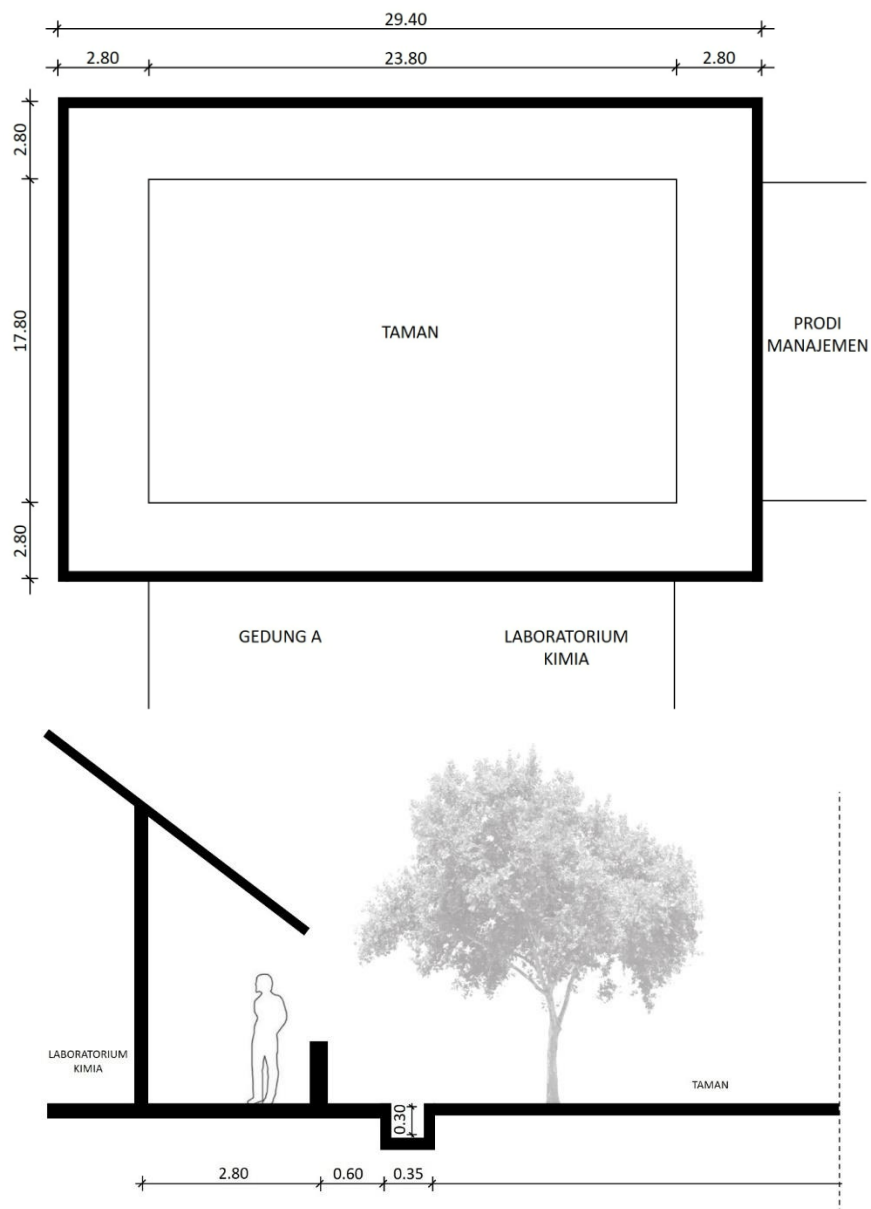 29.40
2.80
23.80
2.80
2.80
17.80
2.80
TAMAN
PRODI
MANAJEMEN
GEDUNG A
LABORATORIUM
KIMIA
LABORATORIUM
KIMIA
TAMAN
0.30
2.80
0.60
0.35